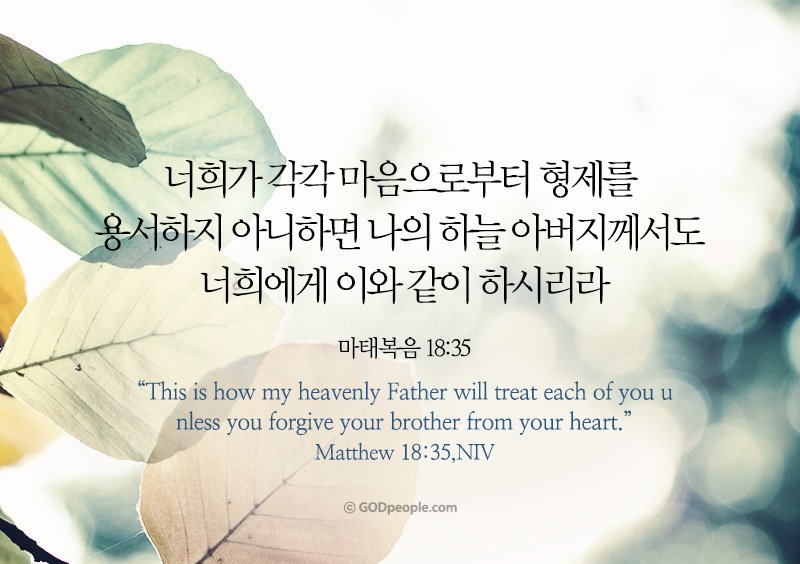 너희가 각각 마음으로부터 형제를
용서하지 아니하면 나의 하늘 아버지께서도
너희에게 이와 같이 하시리라
마태복음 18:35
“This is how my heavenly Father will treat each of you u
nless you forgive your brother from your heart.”
Matthew 18:35,NIV
© GODpeople.com